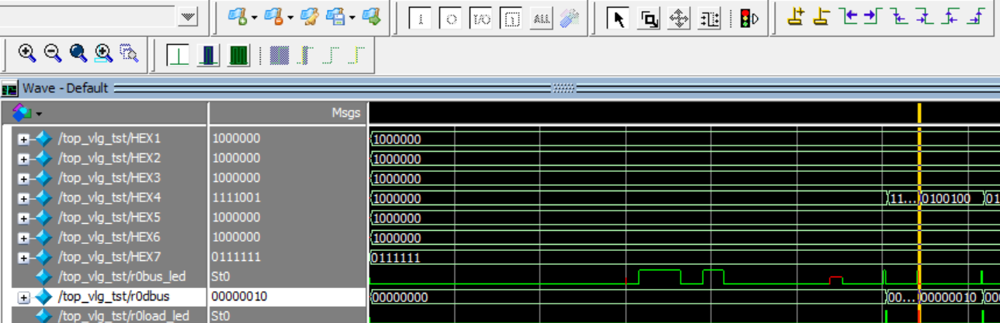 I O I/O ALL
Wave - Default
Msgs
/top_vlg_tst/HEX1 1000000 1000000
/top_vlg_tst/HEX2 1000000 1000000
/top_vlg_tst/HEX3 1000000 1000000
/top_vlg_tst/HEX4 1111001 1000000 11... 0100100 01
/top_vlg_tst/HEX5 1000000 1000000
/top_vlg_tst/HEX6 1000000 1000000
/top_vlg_tst/HEX7 0111111 0111111
/top_vlg_tst/r0bus_led St0
/top_vlg_tst/r0dbus 00000010 00000000 00... 00000010 00
/top_vlg_tst/r0load_led St0